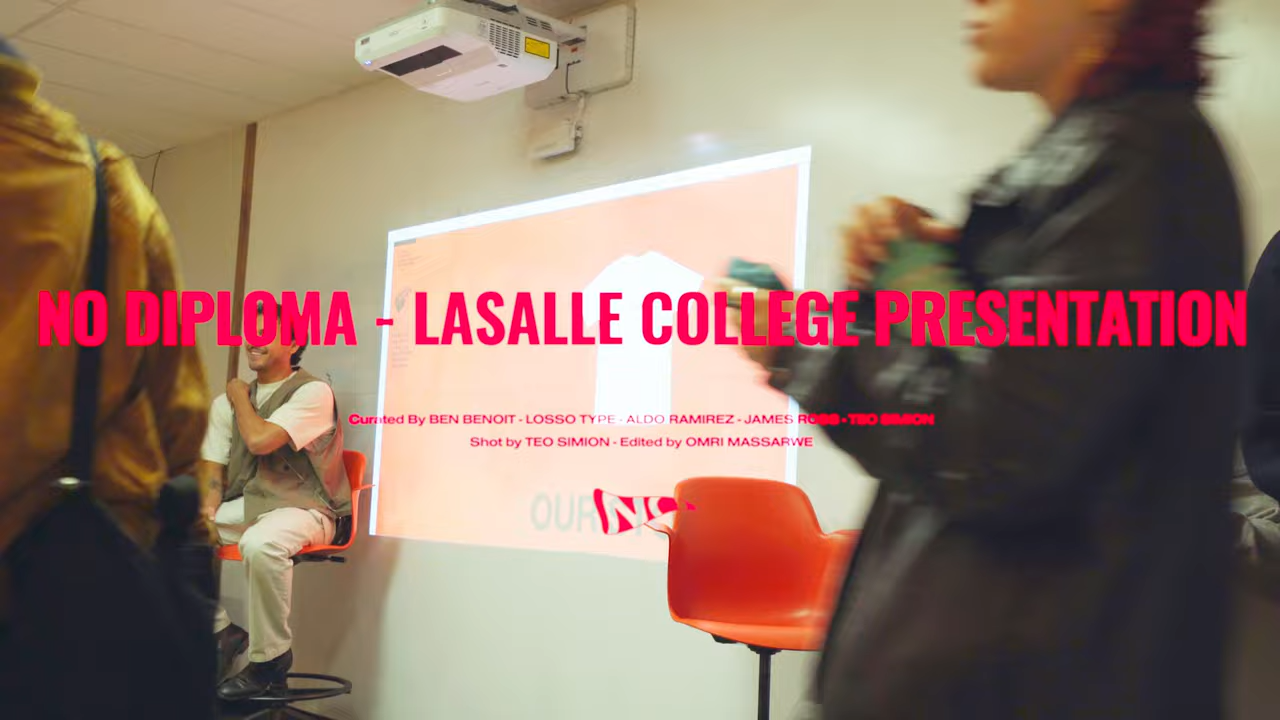 NO DIPLOMA - LASALLE COLLEGE PRESENTATION
Curated By BEN BENOIT - LOSSO TYPE - ALDO RAMIREZ - JAMES ROSS - TEO SIMION
Shot by TEO SIMION - Edited by OMRI MASSARWE
OUR